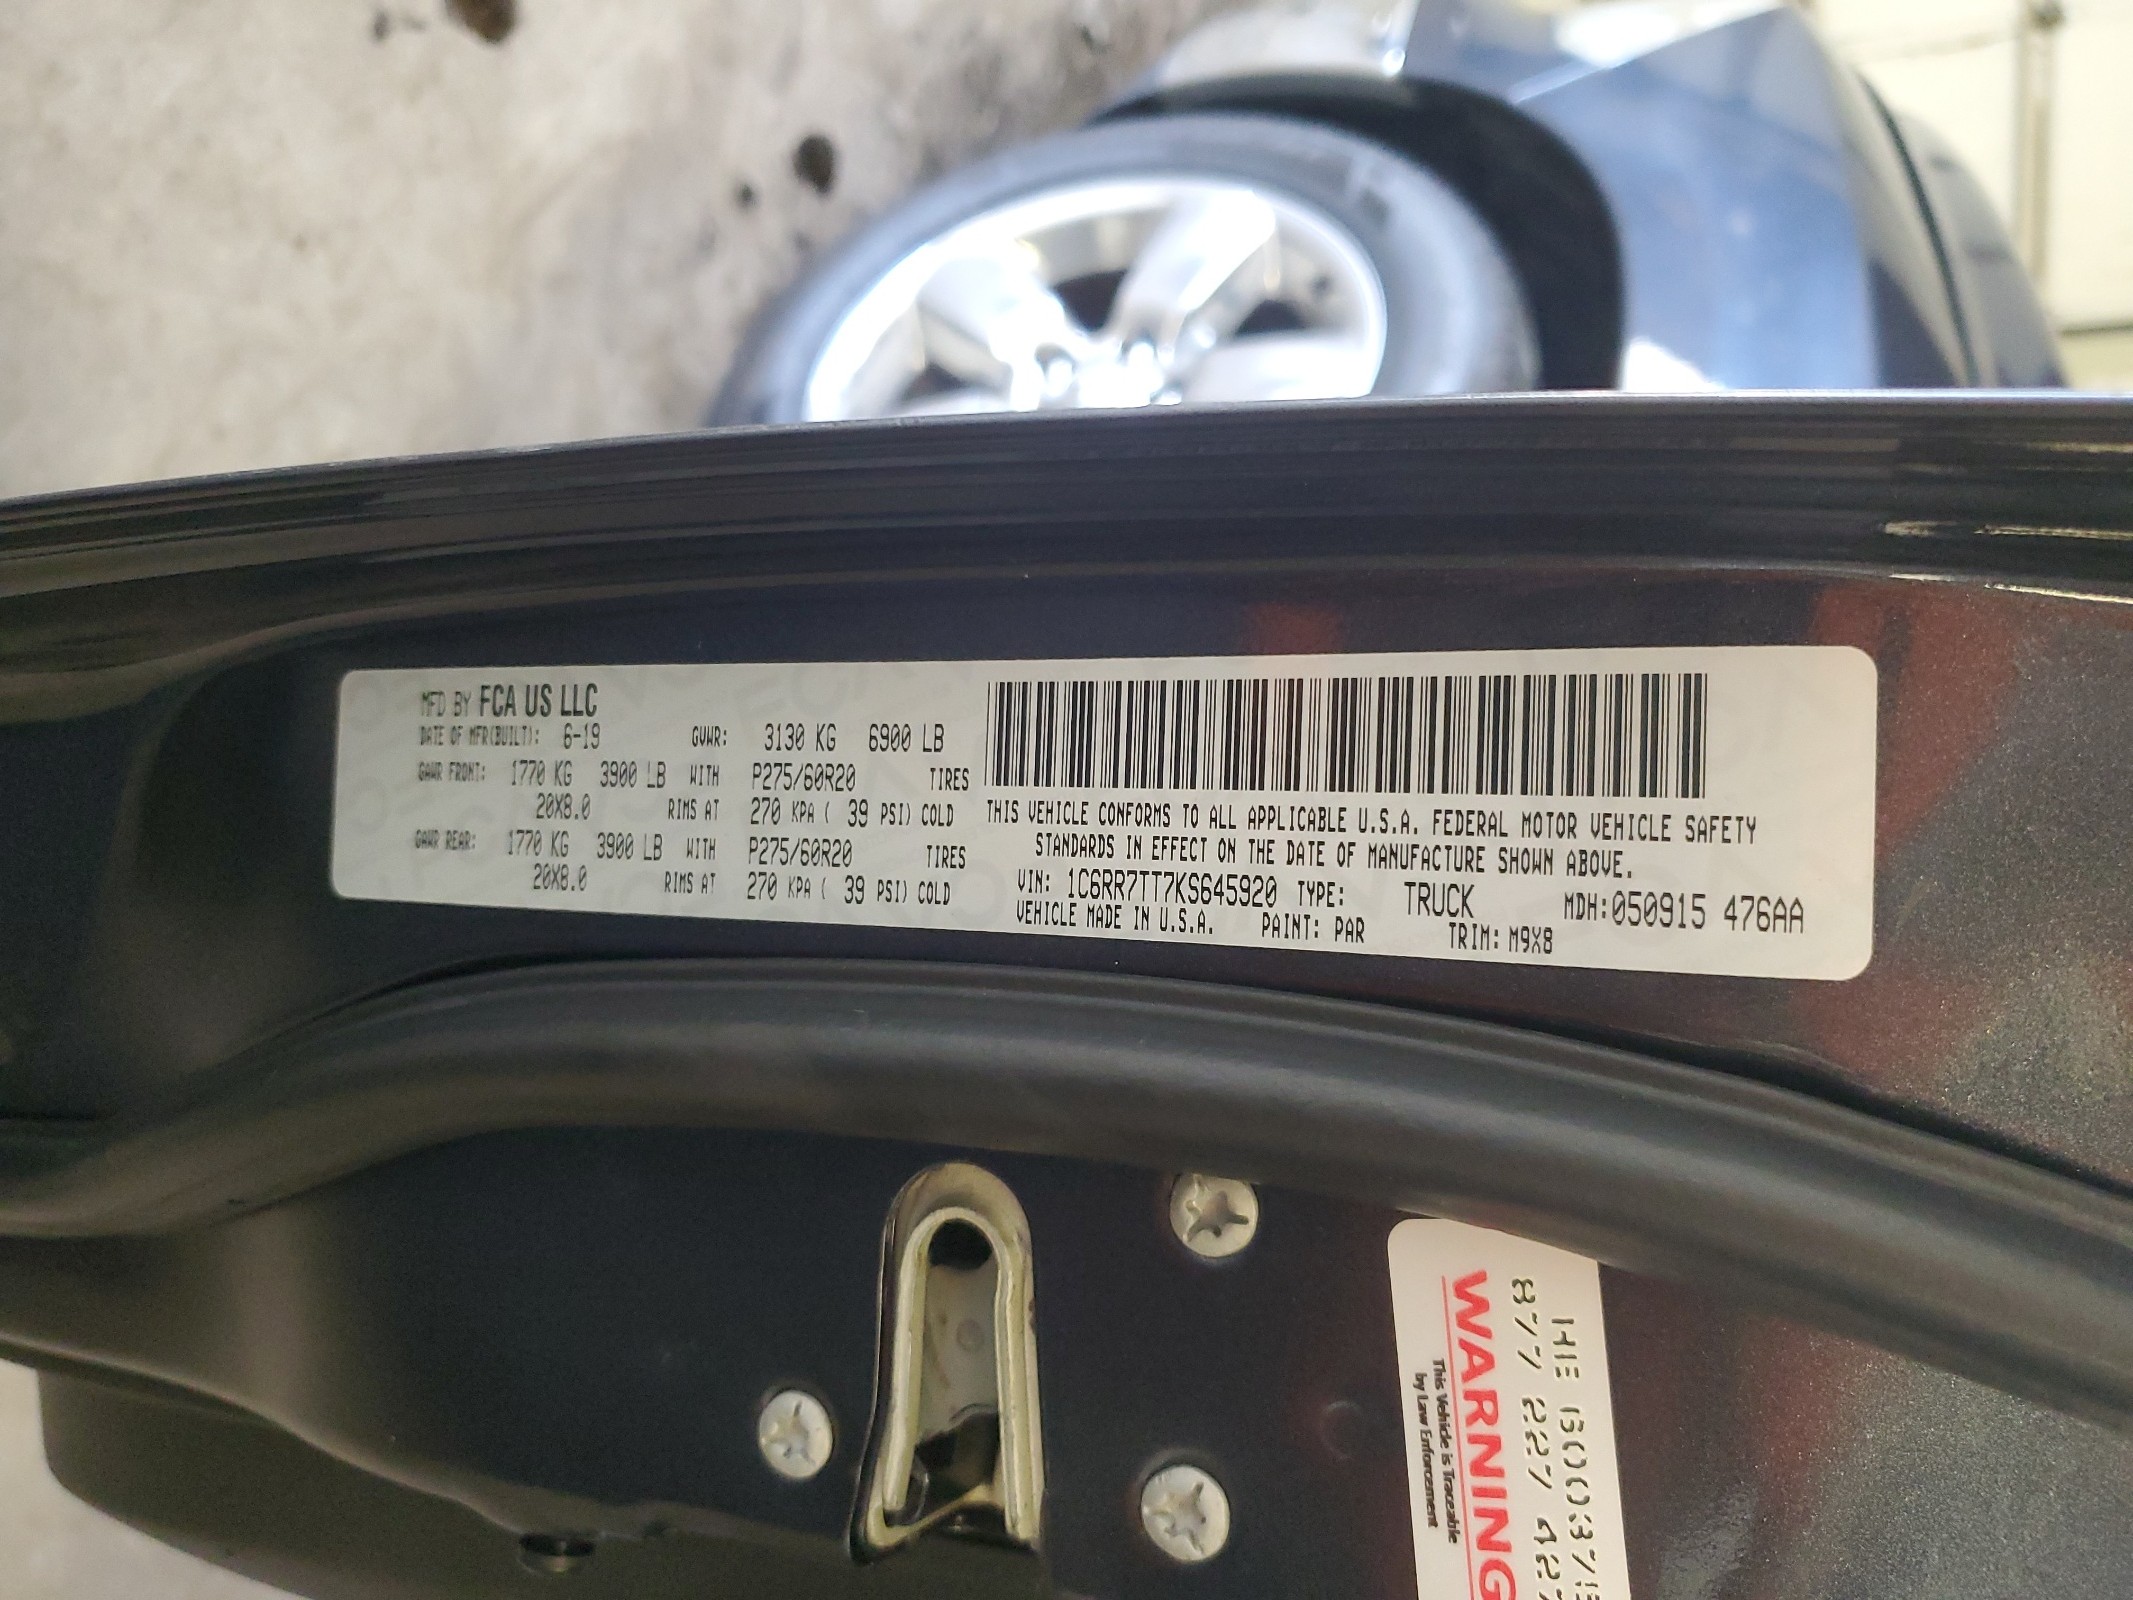 MFD BY FCA US LLC
DATE OF MFR(BUILT): 6-19 GVWR: 3130 KG 6900 LB
GAWR FRONT: 1770 KG 3900 LB WITH P275/60R20 TIRES
20X8.0 RIMS AT 270 KPA ( 39 PSI) COLD
GAWR REAR: 1770 KG 3900 LB WITH P275/60R20 TIRES
20X8.0 RIMS AT 270 KPA ( 39 PSI) COLD
THIS VEHICLE CONFORMS TO ALL APPLICABLE U.S.A. FEDERAL MOTOR VEHICLE SAFETY
STANDARDS IN EFFECT ON THE DATE OF MANUFACTURE SHOWN ABOVE.
VIN: 1C6RR7TT7KS645920 TYPE: TRUCK MDH:050915 476AA
VEHICLE MADE IN U.S.A. PAINT: PAR TRIM: M9X8
877 227 422
WARNING
This Vehicle is Traceable
by Law Enforcement